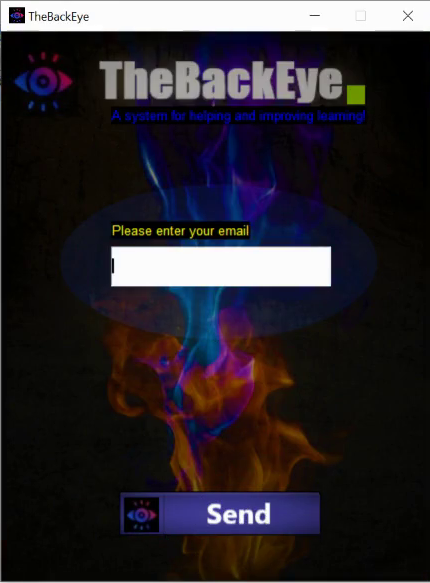 TheBackEye
TheBackEye.
A system for helping and improving learning!
Please enter your email
Send